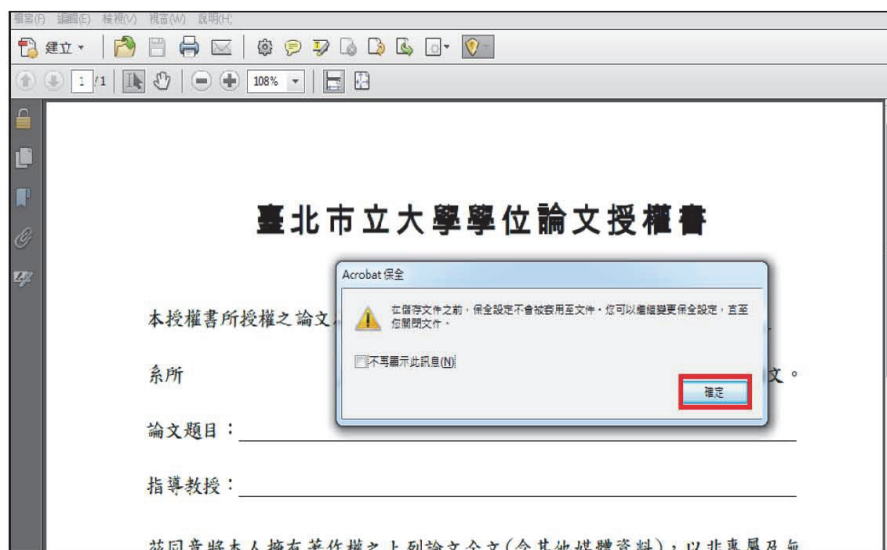 檔案(F) 編輯(E) 檢視(V) 視窗(W) 說明(H)
建立
1 /1 108%
臺北市立大學學位論文授權書
Acrobat 保全
在儲存文件之前，保全設定不會被套用至文件。您可以繼續變更保全設定，直至
您關閉文件。
不再顯示此訊息(N)
確定
本授權書所授權之論文
系所 文。
論文題目：
指導教授：
茲同意將本人擁有著作權之上列論文全文(含其他媒體資料)，以非專屬及無